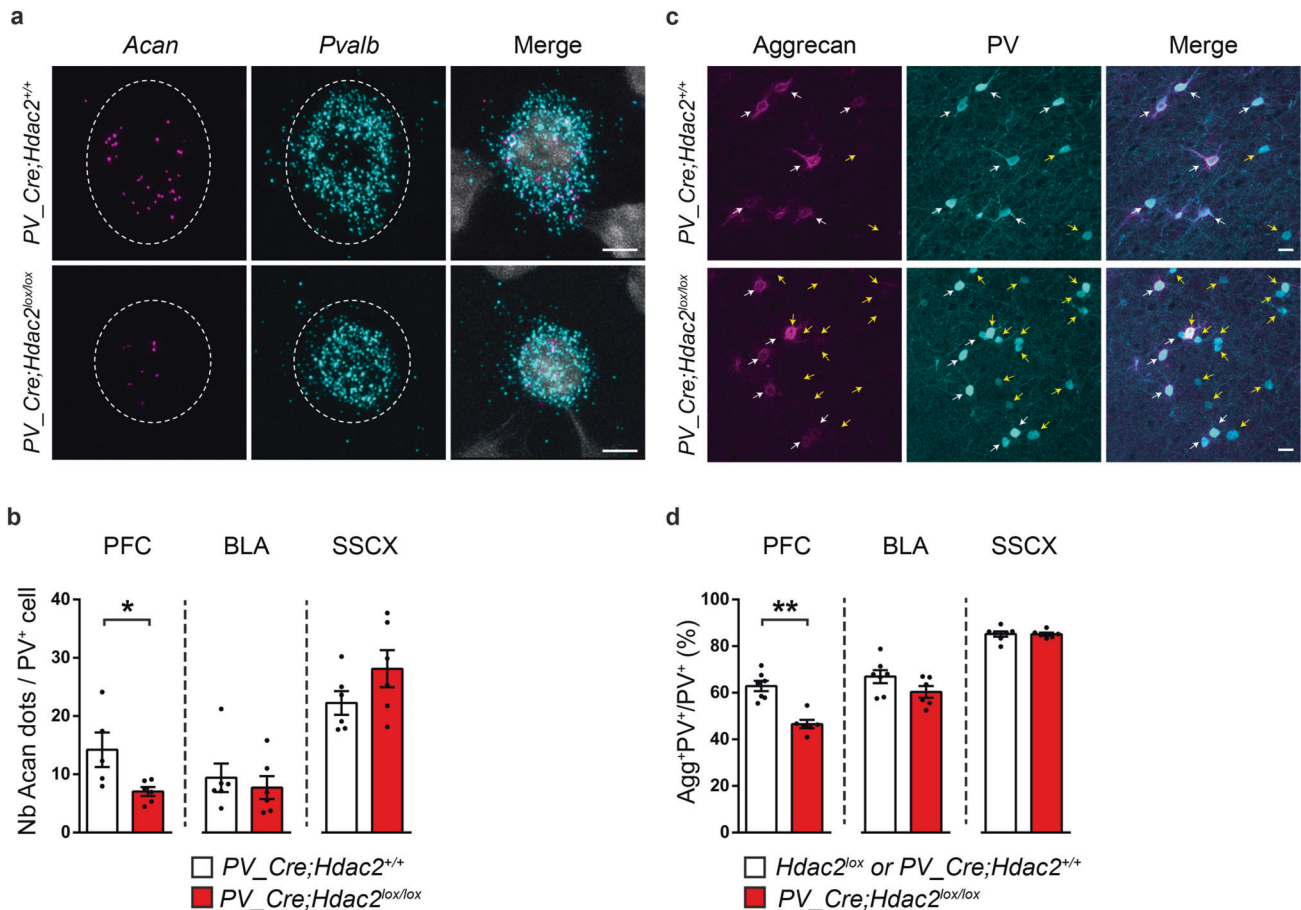 a
Acan Pvalb Merge
PV_Cre;Hdac2+/+
PV_Cre;Hdac2lox/lox
b
PFC BLA SSCX
Nb Acan dots / PV+ cell
40
30
20
10
0
*
PV_Cre;Hdac2+/+
PV_Cre;Hdac2lox/lox
c
Aggrecan PV Merge
PV_Cre;Hdac2+/+
PV_Cre;Hdac2lox/lox
d
PFC BLA SSCX
Agg+PV+/PV+ (%)
100
80
60
40
20
0
**
Hdac2lox or PV_Cre;Hdac2+/+
PV_Cre;Hdac2lox/lox